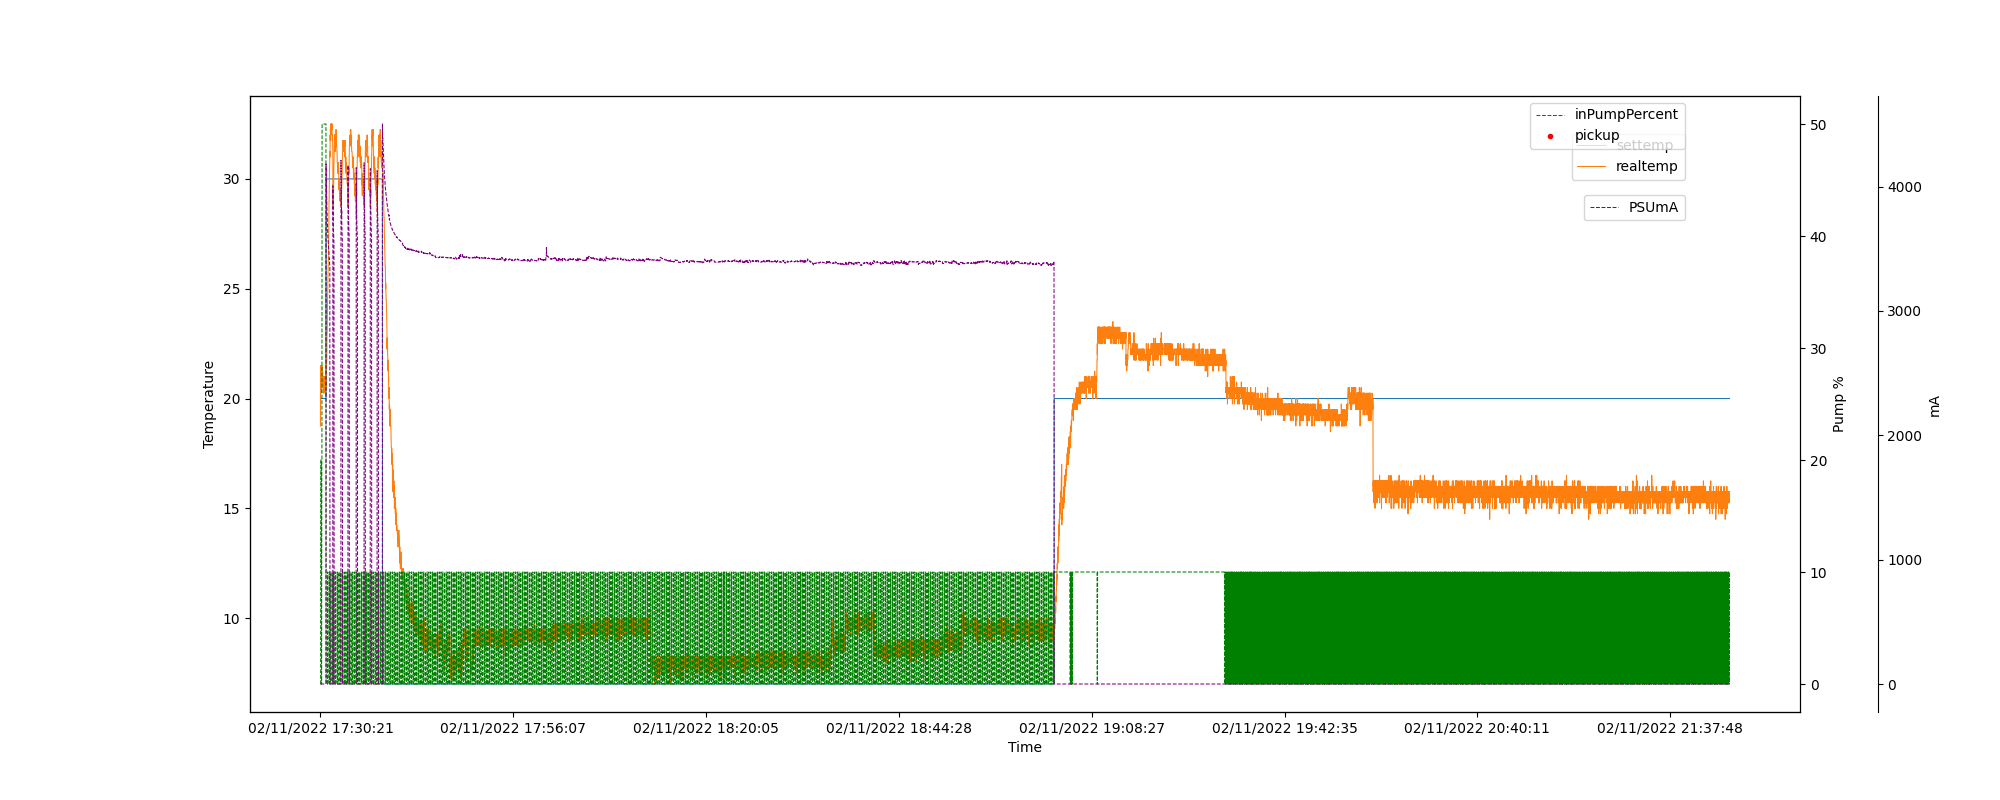 inPumpPercent
pickup
settemp
realtemp
PSUmA
30
25
20
15
10
Temperature
50
40
30
20
10
0
Pump %
4000
3000
2000
1000
0
mA
02/11/2022 17:30:21
02/11/2022 17:56:07
02/11/2022 18:20:05
02/11/2022 18:44:28
02/11/2022 19:08:27
02/11/2022 19:42:35
02/11/2022 20:40:11
02/11/2022 21:37:48
Time